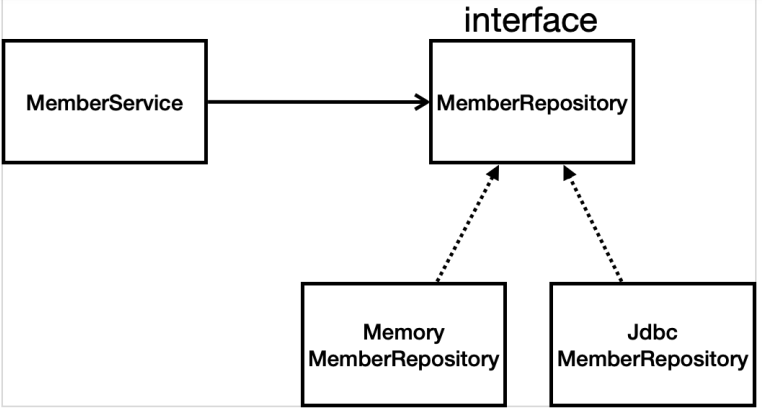 interface
MemberService
MemberRepository
Memory
MemberRepository
Jdbc
MemberRepository